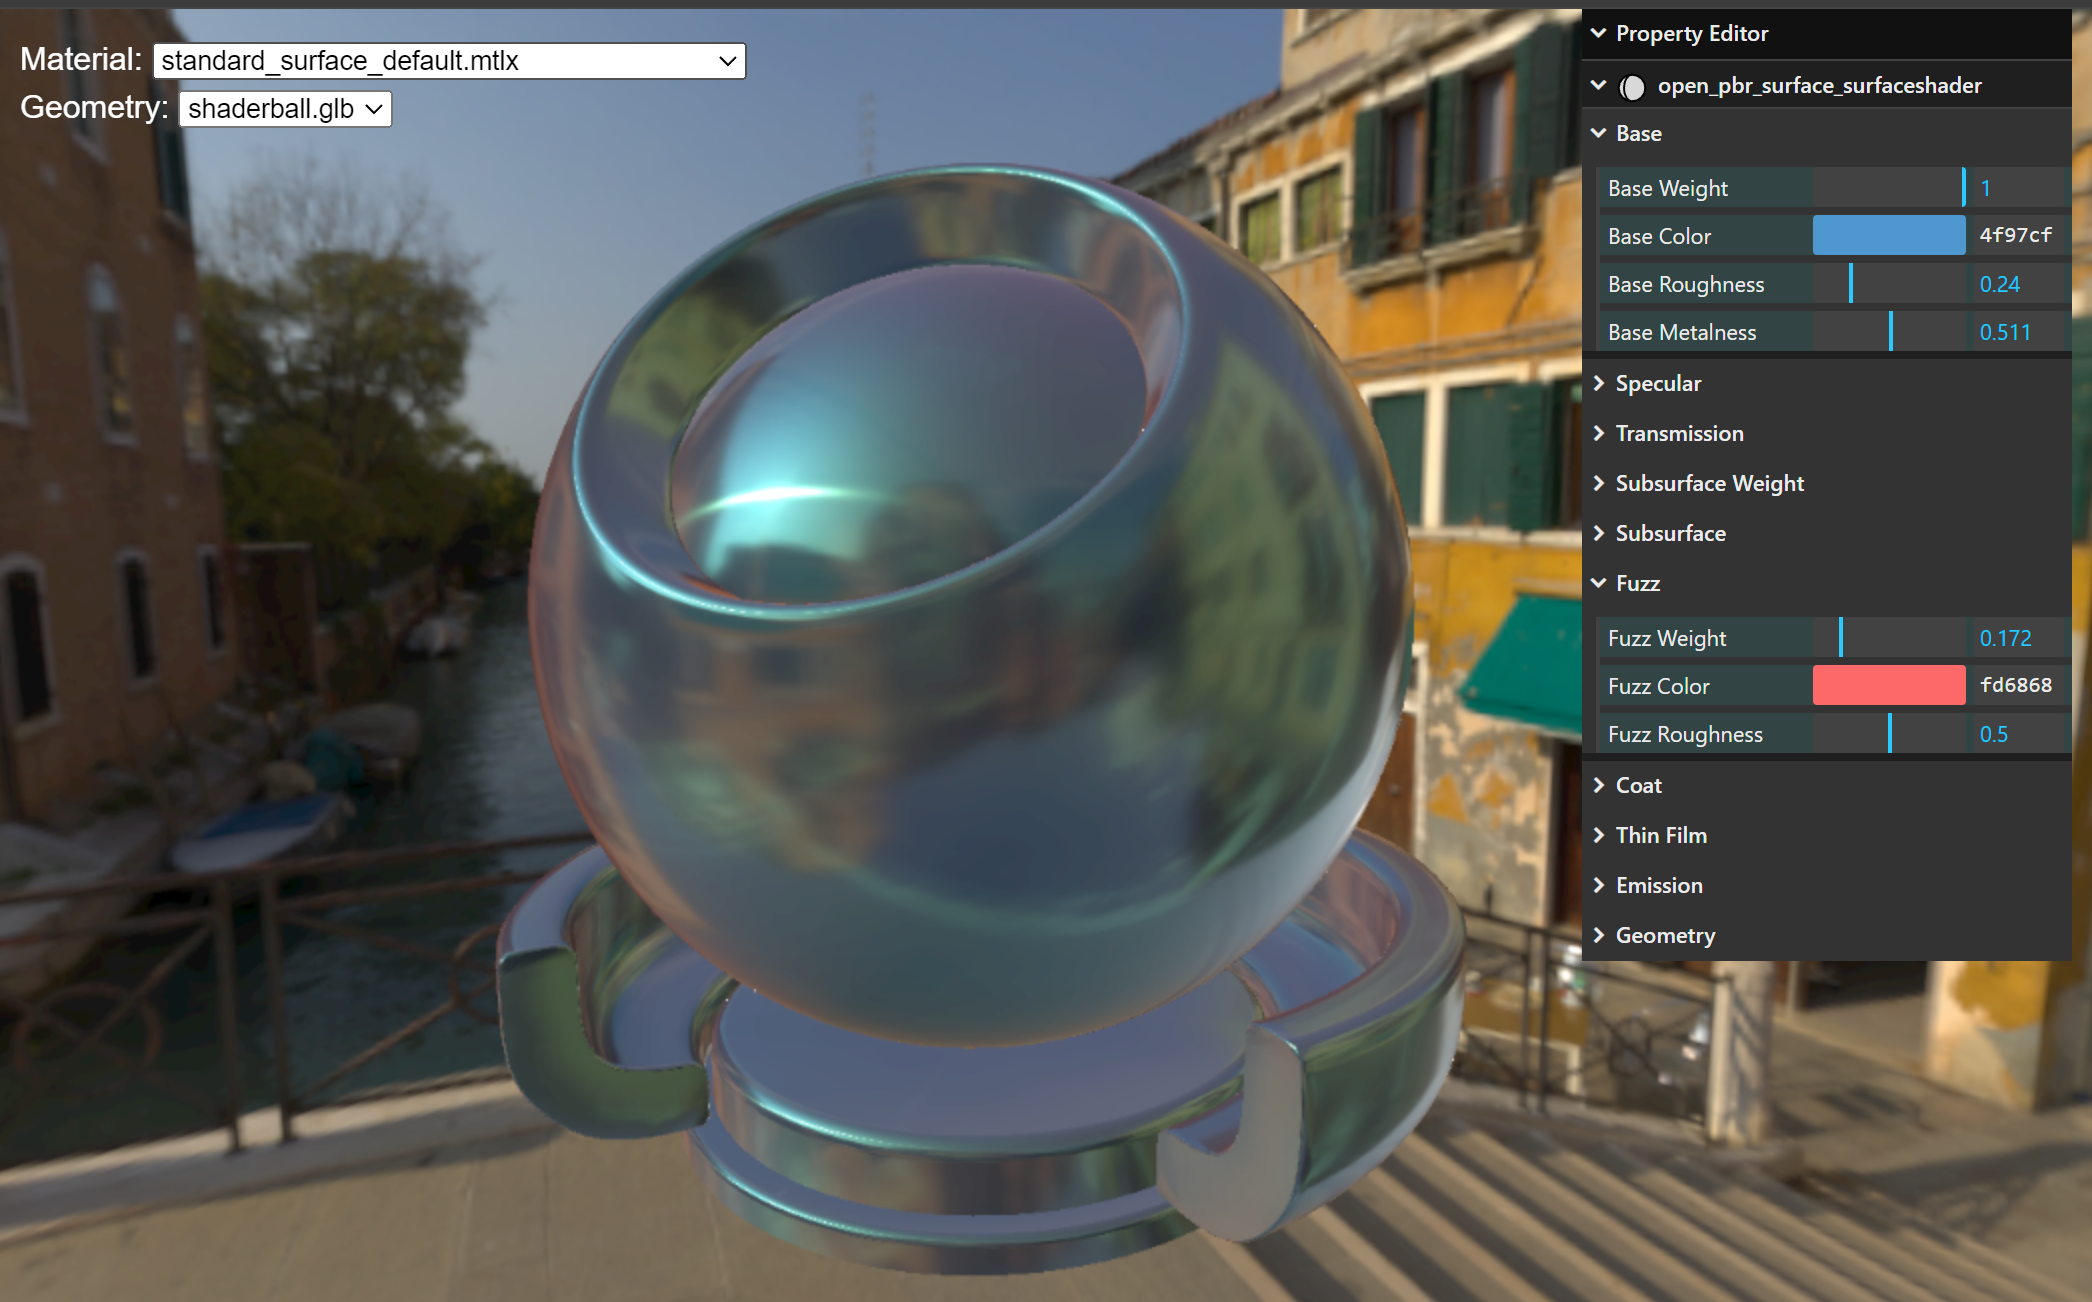 Material: standard_surface_default.mtlx
Geometry: shaderball.glb
Property Editor
open_pbr_surface_surfaceshader
Base
Base Weight 1
Base Color 4f97cf
Base Roughness 0.24
Base Metalness 0.511
Specular
Transmission
Subsurface Weight
Subsurface
Fuzz
Fuzz Weight 0.172
Fuzz Color fd6868
Fuzz Roughness 0.5
Coat
Thin Film
Emission
Geometry